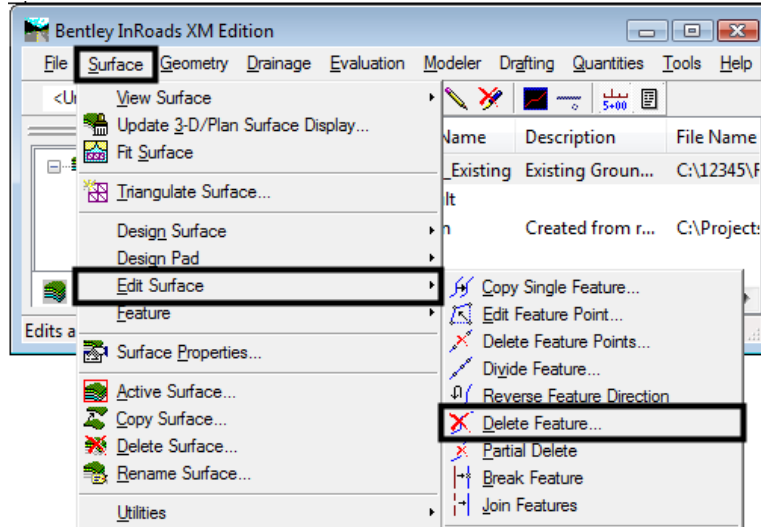 Bentley InRoads XM Edition
File Surface Geometry Drainage Evaluation Modeler Drafting Quantities Tools Help
View Surface
5+00
Update 3-D/Plan Surface Display...
Name Description File Name
Fit Surface
_Existing Existing Groun... C:\12345\F
Triangulate Surface...
lt
Design Surface
n Created from r... C:\Projects
Design Pad
Edit Surface
Copy Single Feature...
Feature
Edit Feature Point...
Edits a
Delete Feature Points...
Surface Properties...
Divide Feature...
Active Surface...
Reverse Feature Direction
Copy Surface...
Delete Feature...
Delete Surface...
Partial Delete
Rename Surface...
Break Feature
Utilities
Join Features